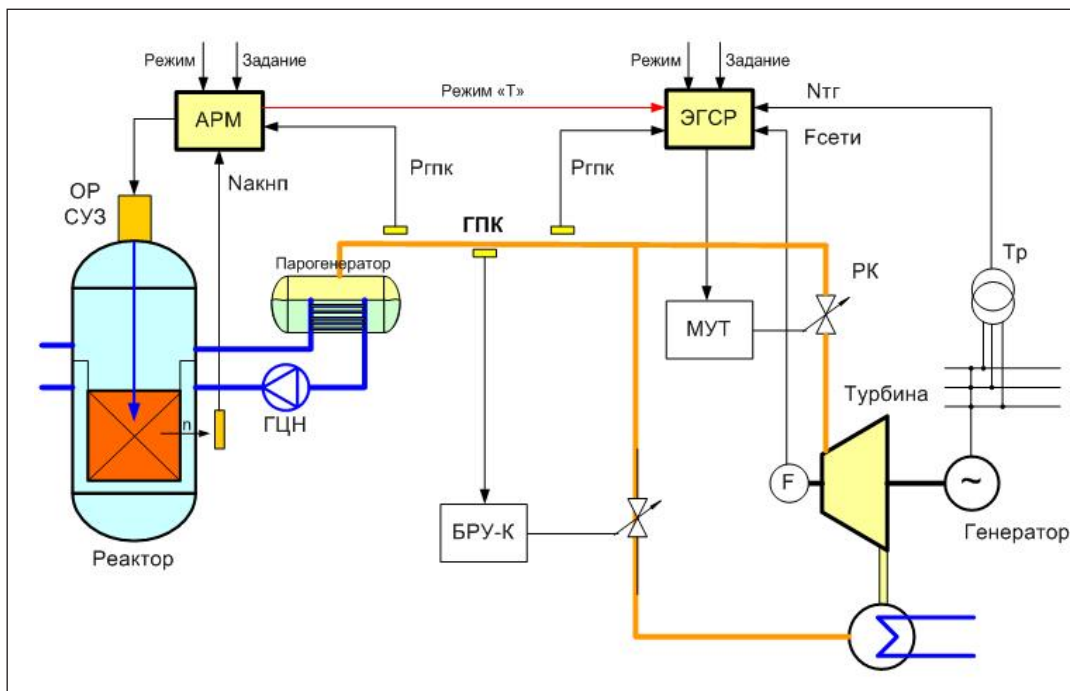 Режим
Задание
АРМ
Режим «Т»
Режим
Задание
ЭГСР
Nтг
Fсети
Ргпк
Ргпк
Nакнп
ОР
СУЗ
ГПК
Парогенератор
Тр
РК
МУТ
Турбина
n
ГЦН
F
~
БРУ-К
Генератор
Реактор